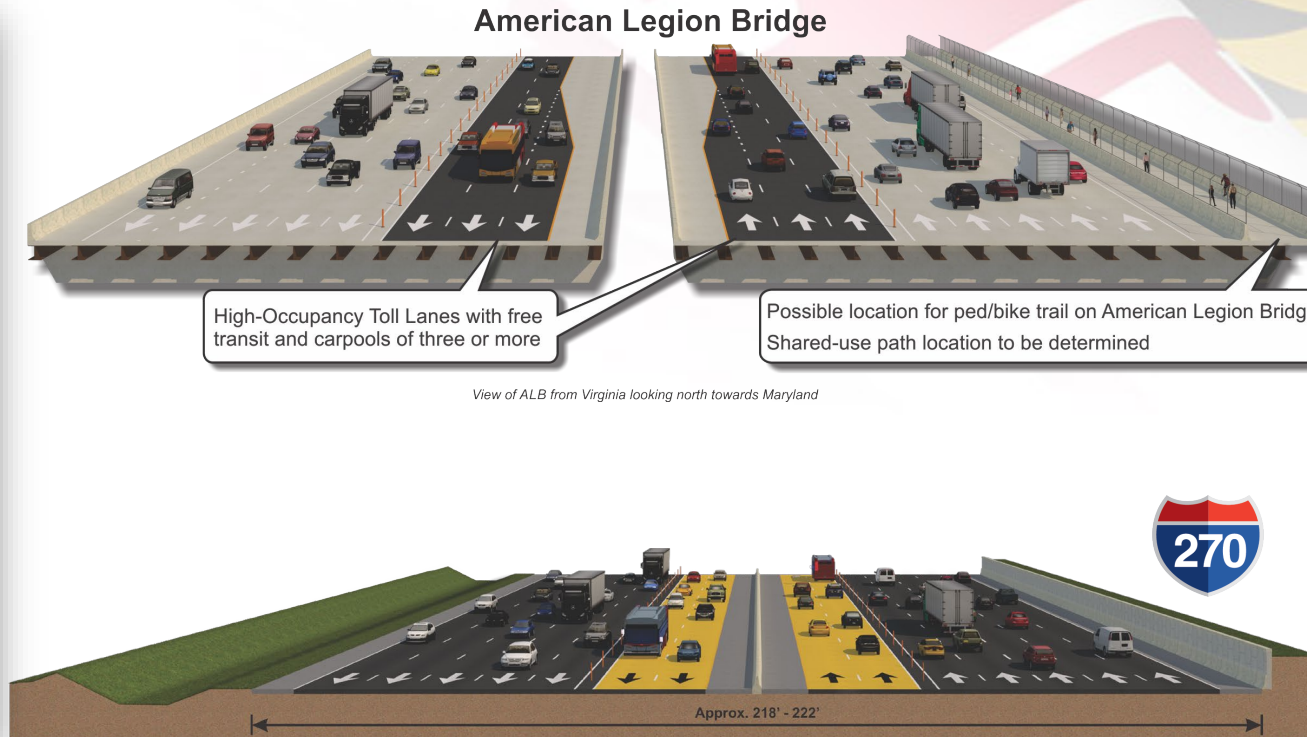 American Legion Bridge
High-Occupancy Toll Lanes with free
transit and carpools of three or more
Possible location for ped/bike trail on American Legion Bridg
Shared-use path location to be determined
View of ALB from Virginia looking north towards Maryland
270
Approx. 218' - 222'